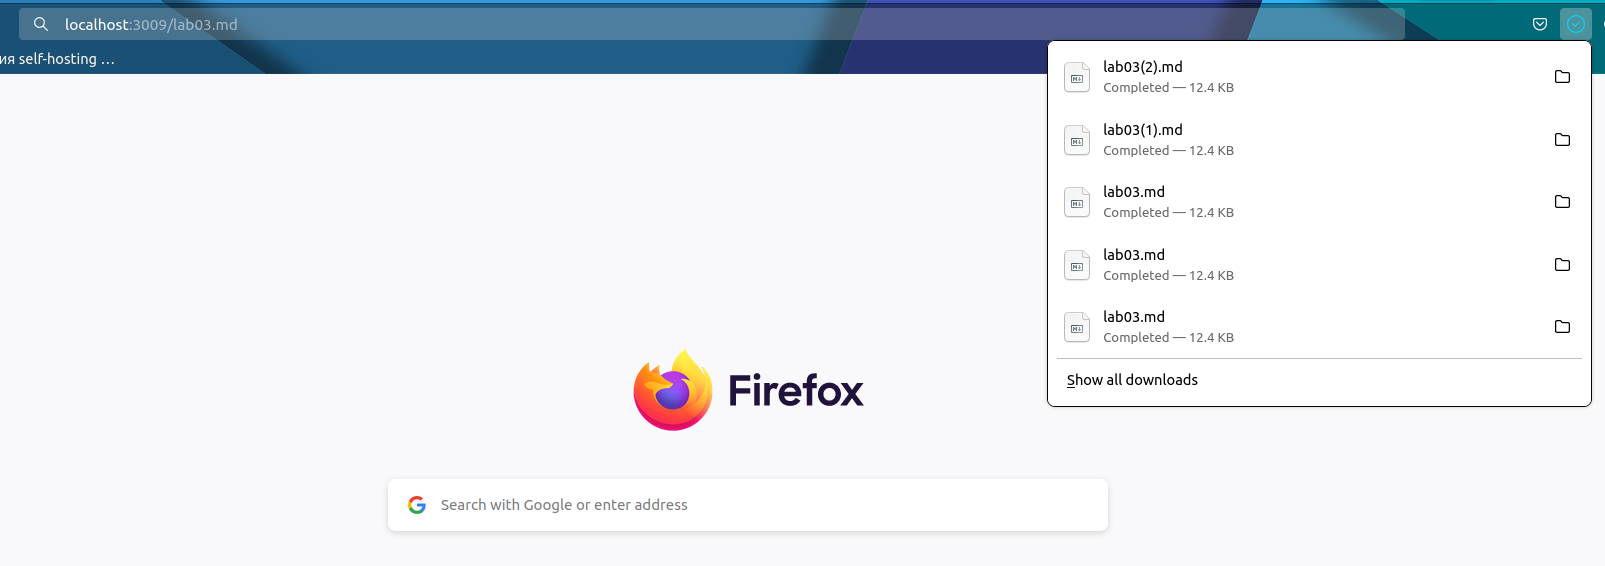 localhost:3009/lab03.md
ия self-hosting …
lab03(2).md
Completed — 12.4 KB
lab03(1).md
Completed — 12.4 KB
lab03.md
Completed — 12.4 KB
lab03.md
Completed — 12.4 KB
lab03.md
Completed — 12.4 KB
Show all downloads
Firefox
Search with Google or enter address